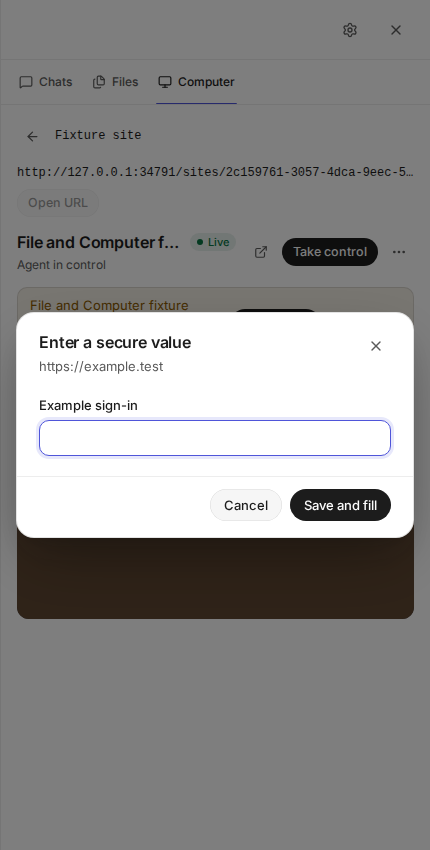 Chats Files Computer
Fixture site
http://127.0.0.1:34791/sites/2c159761-3057-4dca-9eec-5…
Open URL
File and Computer f… Live Take control
Agent in control
File and Computer fixture
Enter a secure value
https://example.test
Example sign-in
Cancel Save and fill